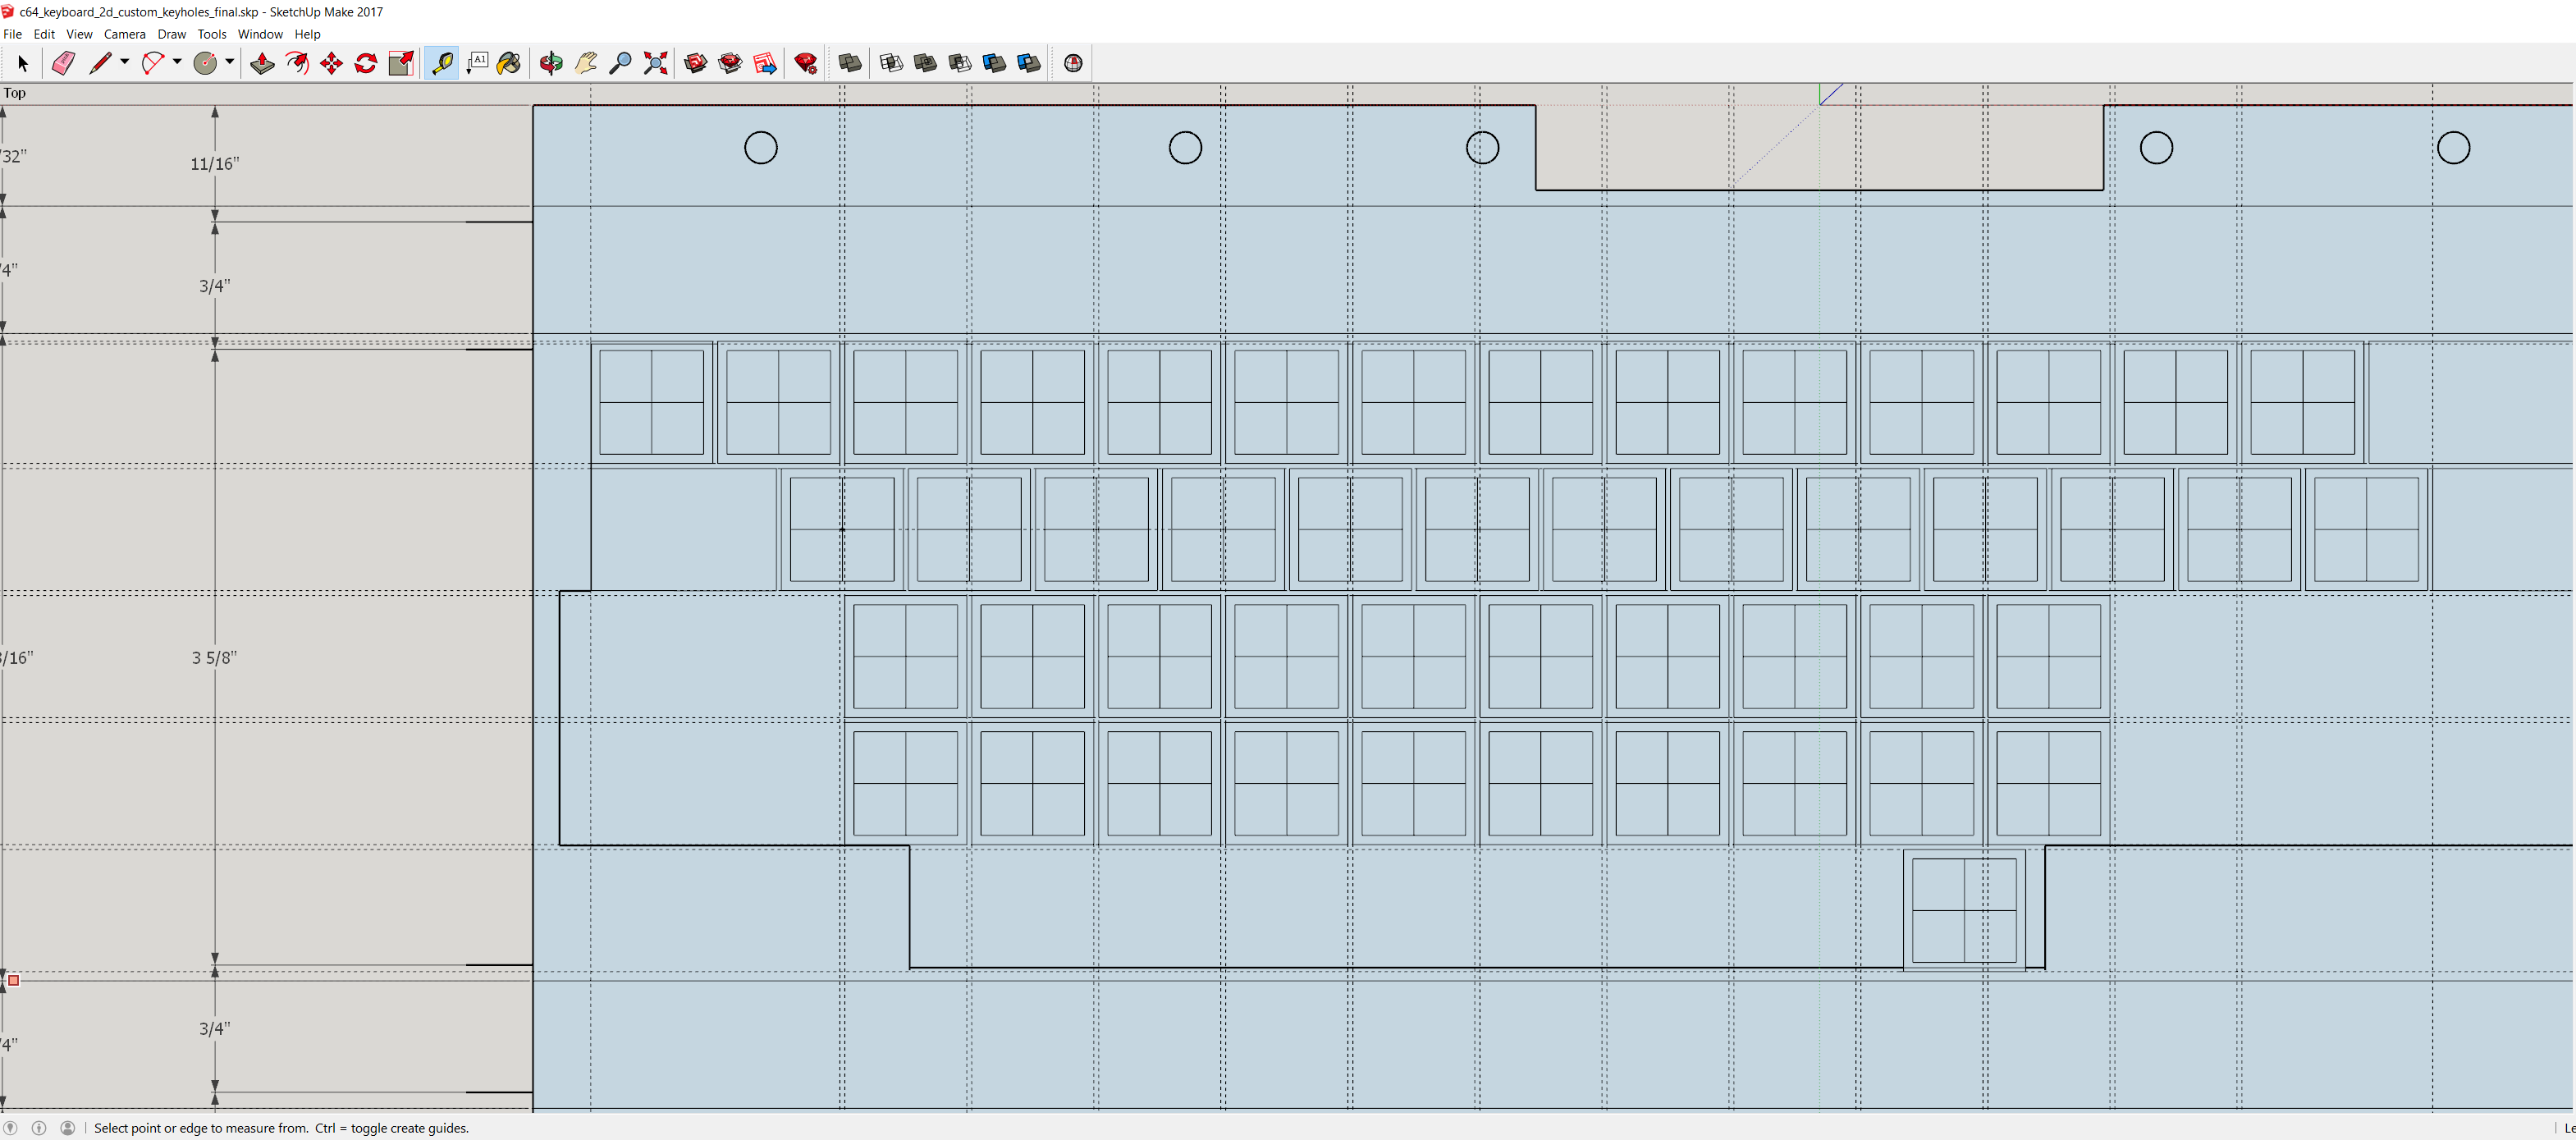 c64_keyboard_2d_custom_keyholes_final.skp - SketchUp Make 2017
File Edit View Camera Draw Tools Window Help
A1
Top
/32"
11/16"
/4"
3/4"
/16"
3 5/8"
3/4"
/4"
Select point or edge to measure from. Ctrl = toggle create guides.
Le